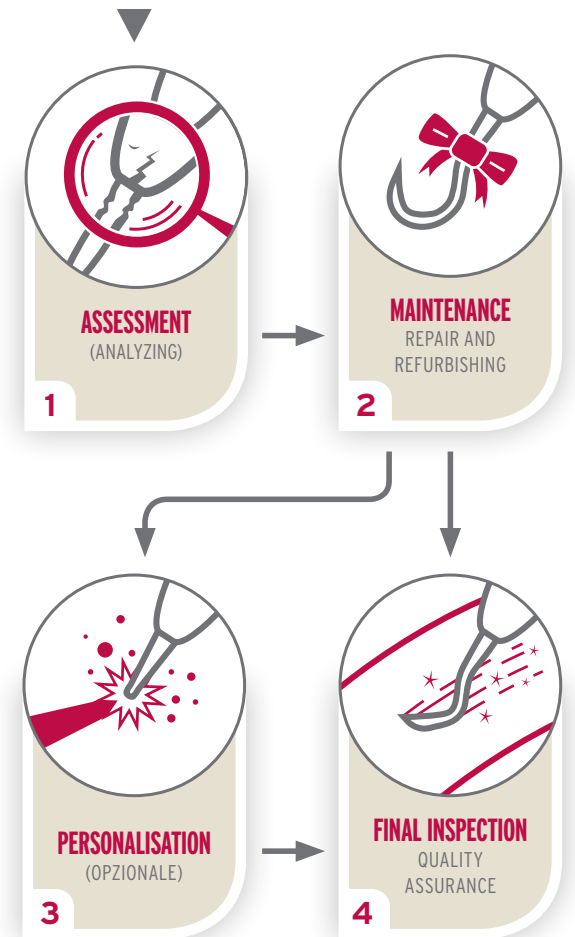 ASSESSMENT
(ANALYZING)
1
MAINTENANCE
REPAIR AND
REFURBISHING
2
PERSONALISATION
(OPZIONALE)
3
FINAL INSPECTION
QUALITY
ASSURANCE
4